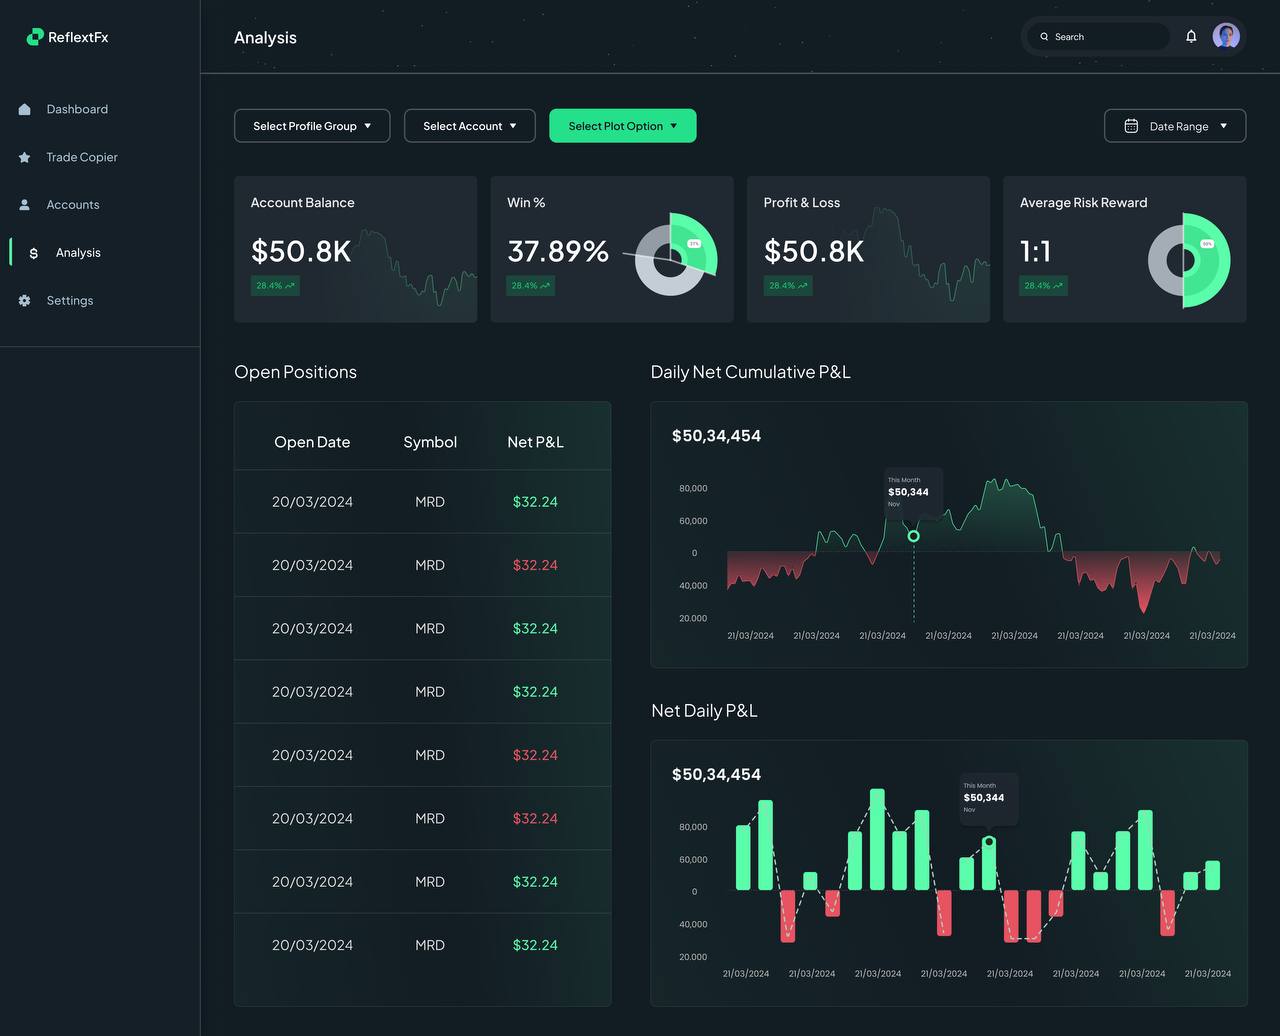 ReflextFx
Analysis
Search
Dashboard
Trade Copier
Accounts
Analysis
Settings
Select Profile Group
Select Account
Select Plot Option
Date Range
Account Balance
$50.8K
28.4%
Win %
37.89%
28.4%
37%
Profit & Loss
$50.8K
28.4%
Average Risk Reward
1:1
28.4%
Open Positions
Open Date Symbol Net P&L
20/03/2024 MRD $32.24
20/03/2024 MRD $32.24
20/03/2024 MRD $32.24
20/03/2024 MRD $32.24
20/03/2024 MRD $32.24
20/03/2024 MRD $32.24
20/03/2024 MRD $32.24
20/03/2024 MRD $32.24
Daily Net Cumulative P&L
$50,34,454
This Month
$50,344
Nov
80,000
60,000
0
40,000
20.000
21/03/2024 21/03/2024 21/03/2024 21/03/2024 21/03/2024 21/03/2024 21/03/2024 21/03/2024
Net Daily P&L
$50,34,454
This Month
$50,344
Nov
80,000
60,000
0
40,000
20.000
21/03/2024 21/03/2024 21/03/2024 21/03/2024 21/03/2024 21/03/2024 21/03/2024 21/03/2024